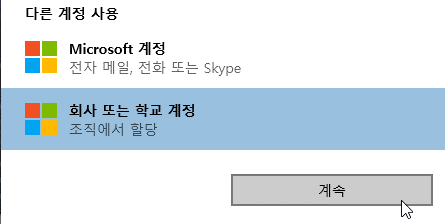 다른 계정 사용
Microsoft 계정
전자 메일, 전화 또는 Skype
회사 또는 학교 계정
조직에서 할당
계속